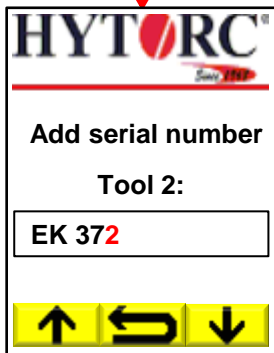 HYTORC®
Since 1968
Add serial number
Tool 2:
EK 372